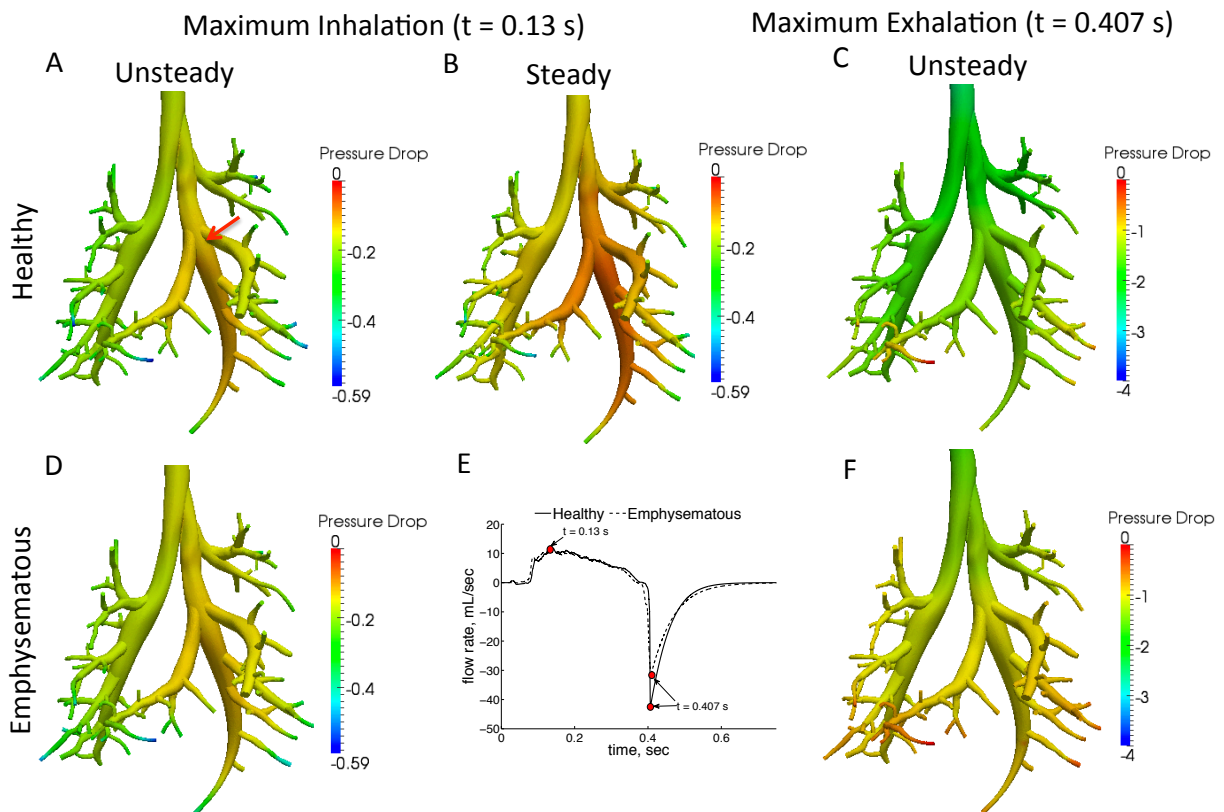 Maximum Inhalation (t = 0.13 s)
Maximum Exhalation (t = 0.407 s)
A
Unsteady
B
Steady
C
Unsteady
Healthy
Pressure Drop
0
-0.2
-0.4
-0.59
Pressure Drop
0
-0.2
-0.4
-0.59
Pressure Drop
0
-1
-2
-3
-4
D
Emphysematous
Pressure Drop
0
-0.2
-0.4
-0.59
E
Healthy
Emphysematous
t = 0.13 s
20
10
0
−10
−20
−30
−40
−50
flow rate, mL/sec
t = 0.407 s
0
0.2
0.4
0.6
time, sec
F
Pressure Drop
0
-1
-2
-3
-4